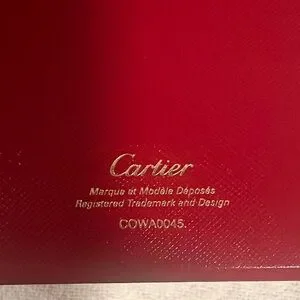 Cartier
Marque et Modèle Déposés
Registered Trademark and Design
COWA0045.